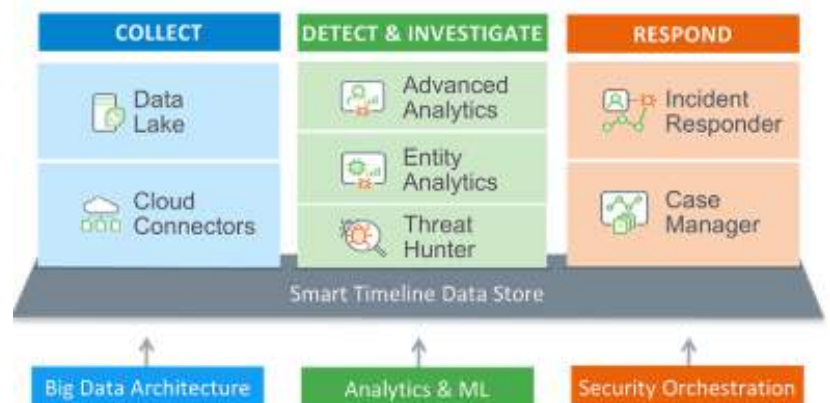 COLLECT
DETECT & INVESTIGATE
RESPOND
Data
Lake
Cloud
Connectors
Advanced
Analytics
Entity
Analytics
Threat
Hunter
Incident
Responder
Case
Manager
Smart Timeline Data Store
Big Data Architecture
Analytics & ML
Security Orchestration